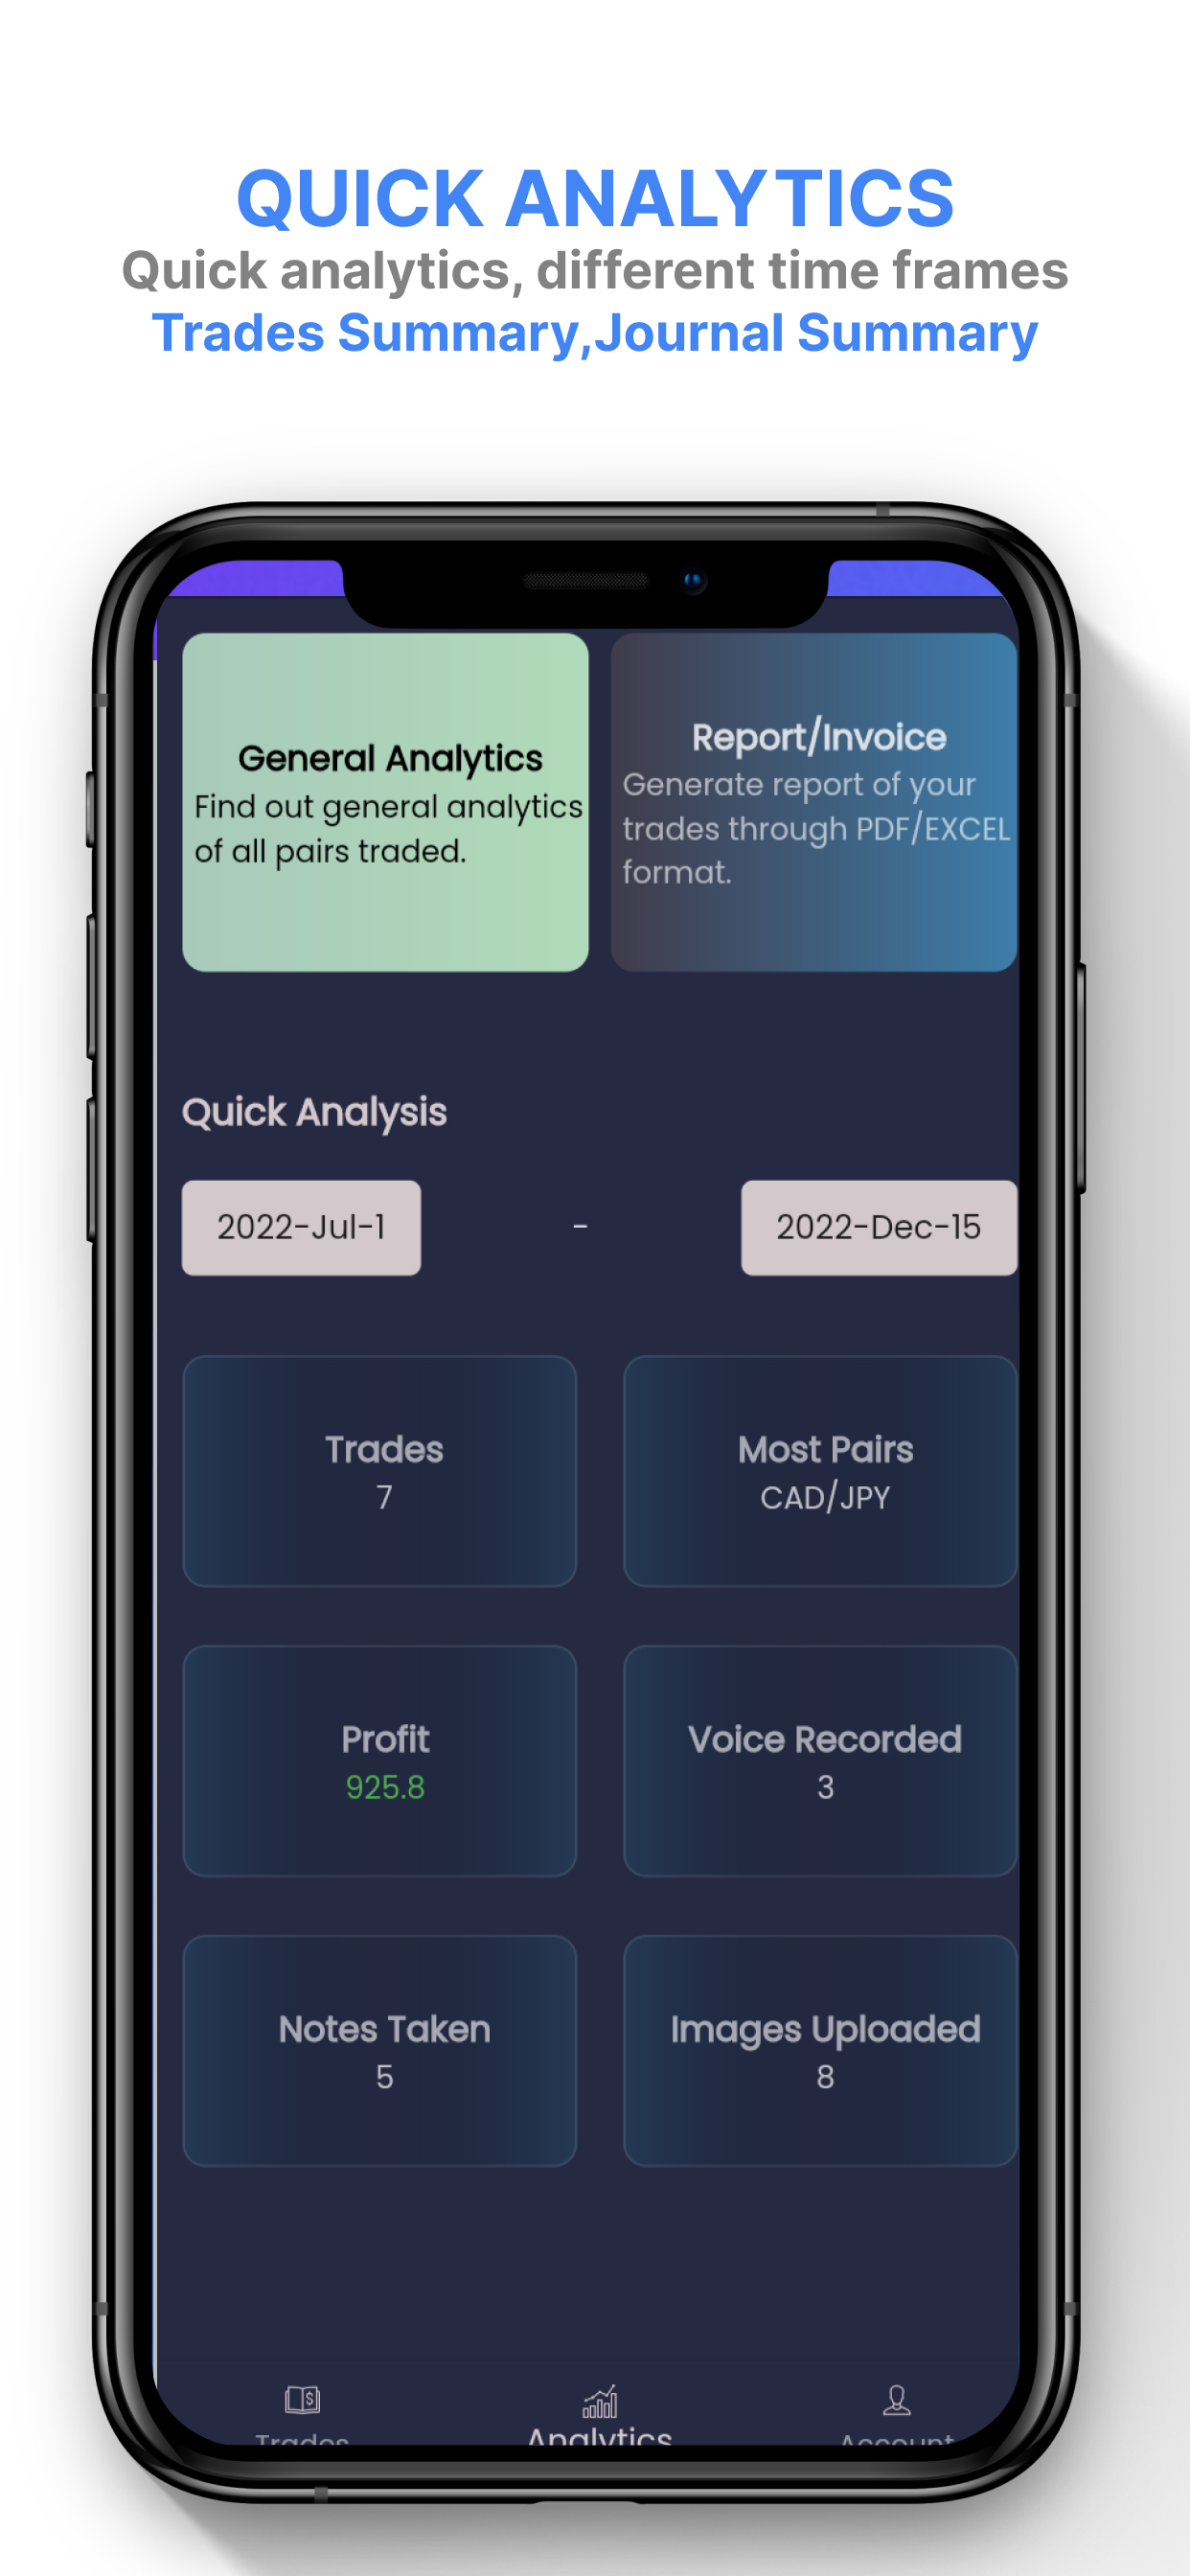 QUICK ANALYTICS
Quick analytics, different time frames
Trades Summary,Journal Summary
General Analytics
Find out general analytics
of all pairs traded.
Report/Invoice
Generate report of your
trades through PDF/EXCEL
format.
Quick Analysis
2022-Jul-1
-
2022-Dec-15
Trades
7
Most Pairs
CAD/JPY
Profit
925.8
Voice Recorded
3
Notes Taken
5
Images Uploaded
8
Trades
Analytics
Account